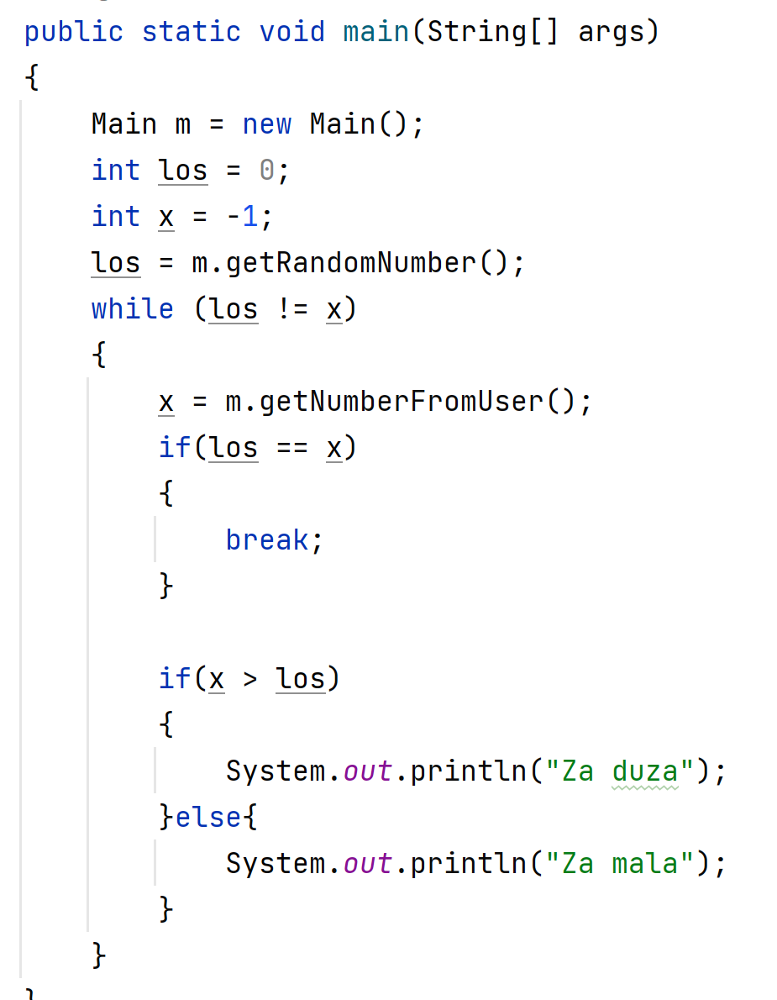 public static void main(String[] args)
{
    Main m = new Main();
    int los = 0;
    int x = -1;
    los = m.getRandomNumber();
    while (los != x)
    {
        x = m.getNumberFromUser();
        if(los == x)
        {
            break;
        }

        if(x > los)
        {
            System.out.println("Za duza");
        }else{
            System.out.println("Za mala");
        }
    }
}